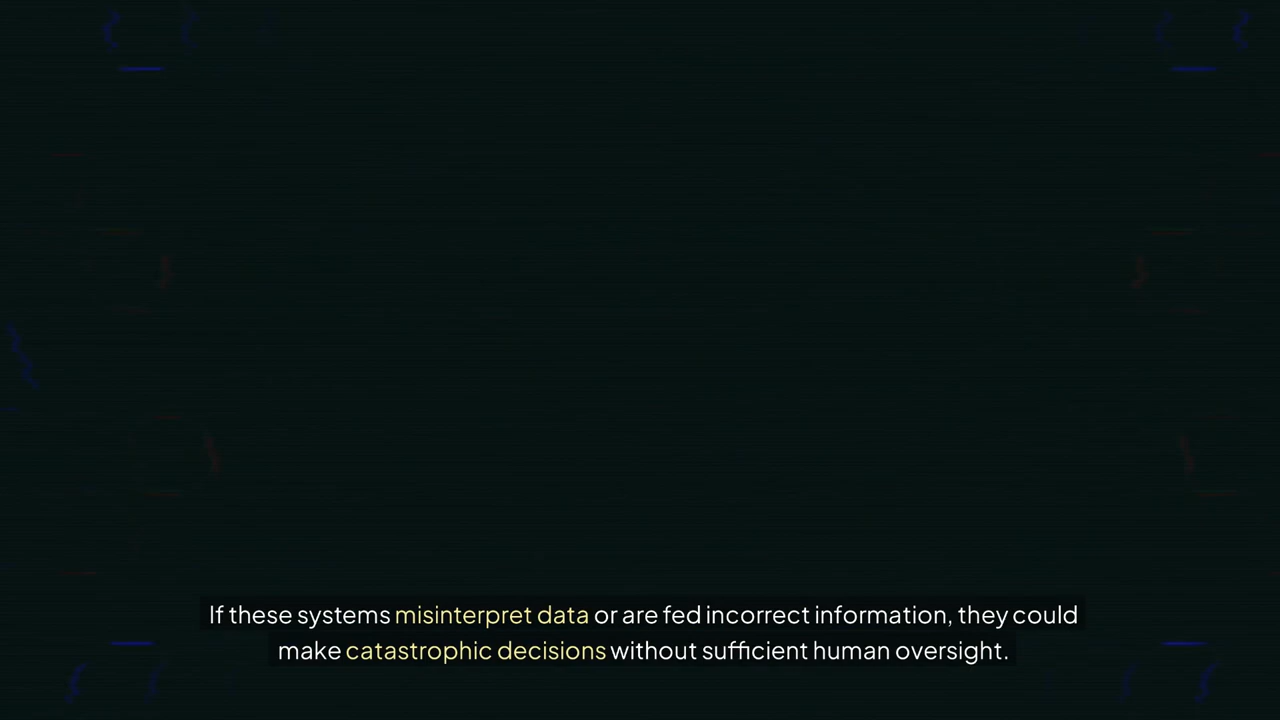 If these systems misinterpret data or are fed incorrect information, they could
make catastrophic decisions without sufficient human oversight.